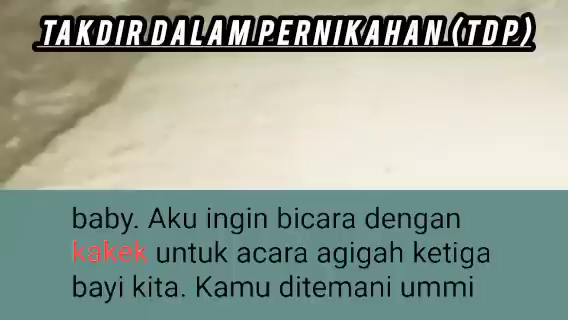 TAKDIR DALAM PERNIKAHAN (TDP)
baby. Aku ingin bicara dengan
kakek untuk acara agigah ketiga
bayi kita. Kamu ditemani ummi